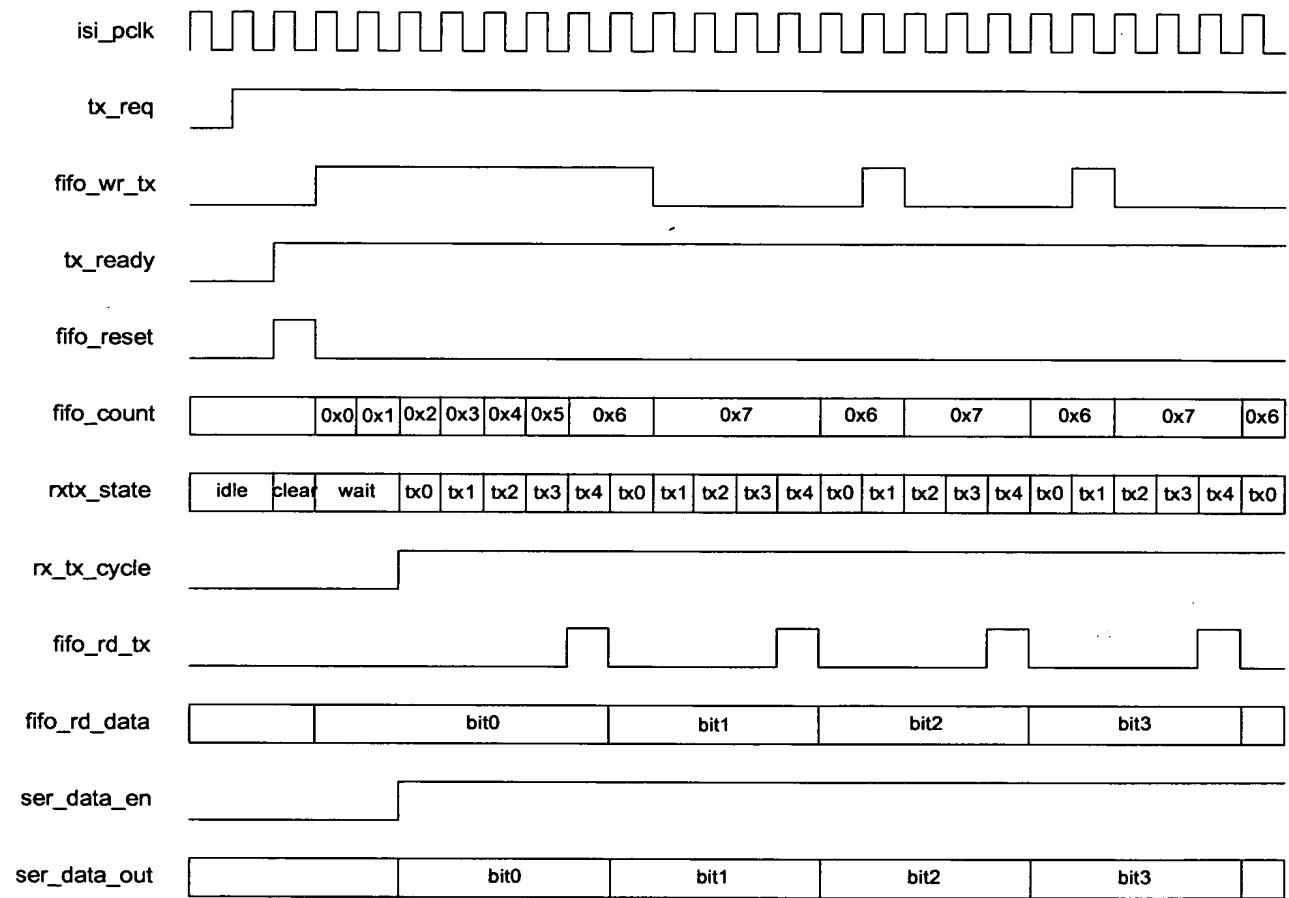 isi_pclk
tx_req
fifo_wr_tx
tx_ready
fifo_reset
fifo_count 0x0 0x1 0x2 0x3 0x4 0x5 0x6 0x7 0x6 0x7 0x6 0x7 0x6
rxtx_state idle clear wait tx0 tx1 tx2 tx3 tx4 tx0 tx1 tx2 tx3 tx4 tx0 tx1 tx2 tx3 tx4 tx0 tx1 tx2 tx3 tx4 tx0
rx_tx_cycle
fifo_rd_tx
fifo_rd_data bit0 bit1 bit2 bit3
ser_data_en
ser_data_out bit0 bit1 bit2 bit3